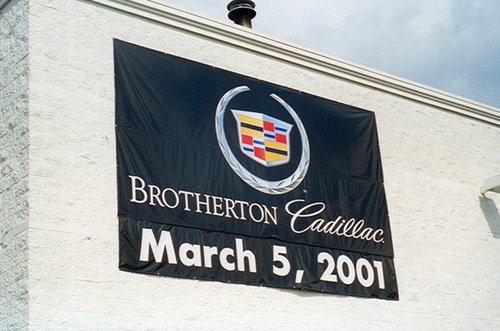 BROTHERTON Cadillac.
March 5, 2001